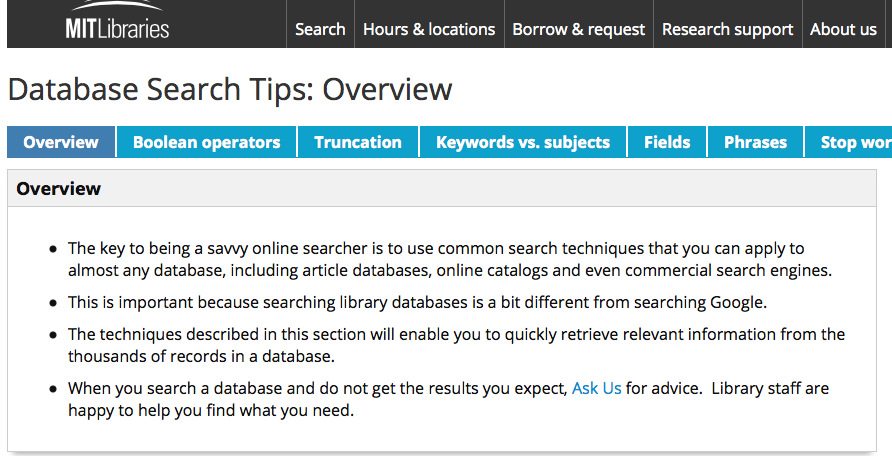 MITLibraries
Search
Hours & locations
Borrow & request
Research support
About us
Database Search Tips: Overview
Overview
Boolean operators
Truncation
Keywords vs. subjects
Fields
Phrases
Stop wor
Overview
The key to being a savvy online searcher is to use common search techniques that you can apply to
almost any database, including article databases, online catalogs and even commercial search engines.
This is important because searching library databases is a bit different from searching Google.
The techniques described in this section will enable you to quickly retrieve relevant information from the
thousands of records in a database.
When you search a database and do not get the results you expect, Ask Us for advice. Library staff are
happy to help you find what you need.